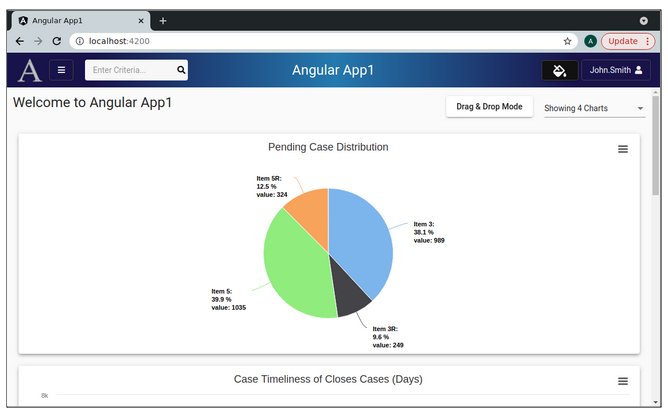 Angular App1
localhost:4200
A
Update
A
Enter Criteria...
Angular App1
John.Smith
Welcome to Angular App1
Drag & Drop Mode
Showing 4 Charts
Pending Case Distribution
Item 5R:
12.5 %
value: 324
Item 3:
38.1 %
value: 989
Item 5:
39.9 %
value: 1035
Item 3R:
9.6 %
value: 249
Case Timeliness of Closes Cases (Days)
8k